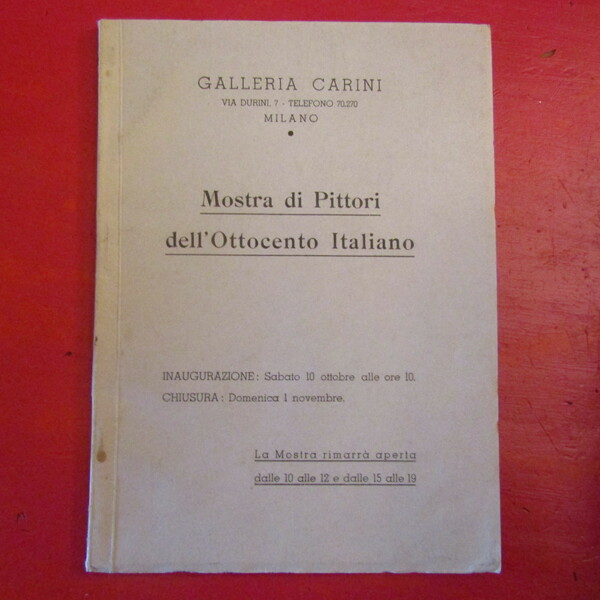 GALLERIA CARINI
VIA DURINI, 7 - TELEFONO 70,270
MILANO
Mostra di Pittori
dell'Ottocento Italiano
INAUGURAZIONE: Sabato 10 ottobre alle ore 10.
CHIUSURA: Domenica 1 novembre.
La Mostra rimarrà aperta
dalle 10 alle 12 e dalle 15 alle 19